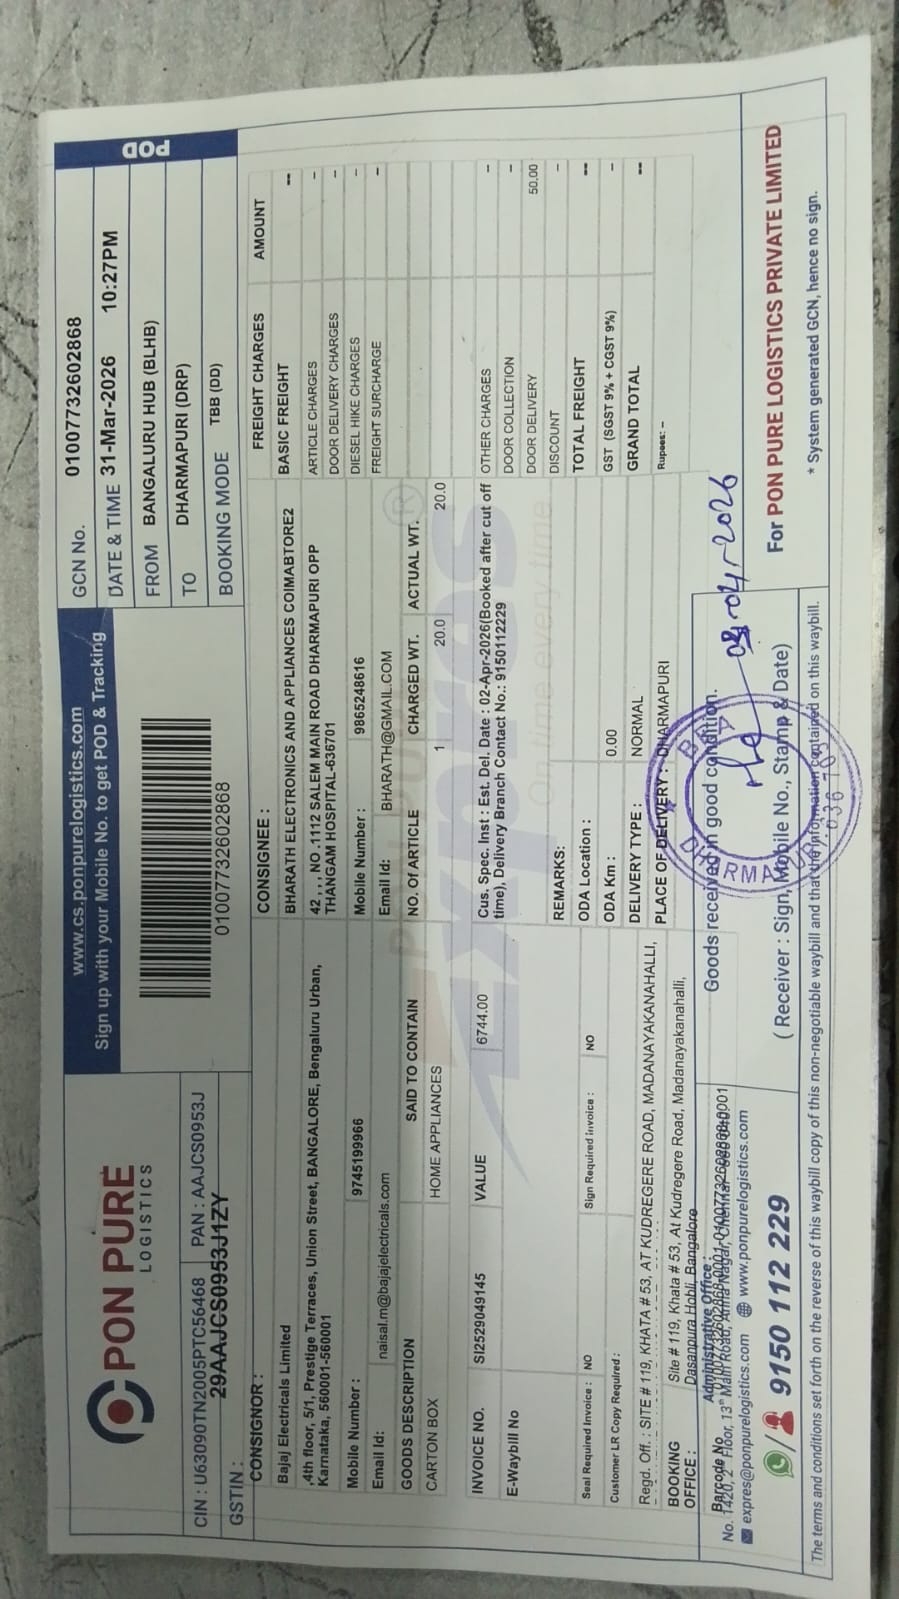 PON PURE
LOGISTICS
CIN : U63090TN2005PTC56468 PAN : AAJCS0953J
GSTIN : 29AAJCS0953J1ZY
www.cs.ponpurelogistics.com
Sign up with your Mobile No. to get POD & Tracking
010077732602868
POD
GCN No. 010077732602868
DATE & TIME 31-Mar-2026 10:27PM
FROM BANGALURU HUB (BLHB)
TO DHARMAPURI (DRP)
BOOKING MODE TBB (DD)
CONSIGNOR :
Bajaj Electricals Limited
,4th floor, 5/1, Prestige Terraces, Union Street, BANGALORE, Bengaluru Urban,
Karnataka, 560001-560001
Mobile Number : 9745199966
Email Id: naisal.m@bajajelectricals.com
CONSIGNEE :
BHARATH ELECTRONICS AND APPLIANCES COIMABTORE2
42 , , , NO .1112 SALEM MAIN ROAD DHARMAPURI OPP
THANGAM HOSPITAL-636701
Mobile Number : 9865248616
Email Id: BHARATH@GMAIL.COM
FREIGHT CHARGES AMOUNT
BASIC FREIGHT --
ARTICLE CHARGES -
DOOR DELIVERY CHARGES -
DIESEL HIKE CHARGES -
FREIGHT SURCHARGE -
GOODS DESCRIPTION SAID TO CONTAIN NO. Of ARTICLE CHARGED WT. ACTUAL WT.
CARTON BOX HOME APPLIANCES 1 20.0 20.0
INVOICE NO. SI2529049145 VALUE 6744.00
E-Waybill No
Cus. Spec. Inst : Est. Del. Date : 02-Apr-2026(Booked after cut off
time), Delivery Branch Contact No.: 9150112229
OTHER CHARGES -
DOOR COLLECTION -
DOOR DELIVERY 50.00
DISCOUNT -
TOTAL FREIGHT --
GST (SGST 9% + CGST 9%) -
GRAND TOTAL --
Rupees: -
REMARKS:
Seal Required Invoice : NO Sign Required Invoice : NO
Customer LR Copy Required :
ODA Location :
ODA Km : 0.00
DELIVERY TYPE : NORMAL
PLACE OF DELIVERY : DHARMAPURI
Regd. Off. : SITE # 119, KHATA # 53, AT KUDREGERE ROAD, MADANAYAKANAHALLI,
BOOKING OFFICE : Site # 119, Khata # 53, At Kudregere Road, Madanayakanahalli,
Dasanpura Hobli, Bangalore
Administrative Office :
Barcode No
expres@ponpurelogistics.com www.ponpurelogistics.com
9150 112 229
Goods received in good condition.
( Receiver : Sign, Mobile No., Stamp & Date)
For PON PURE LOGISTICS PRIVATE LIMITED
* System generated GCN, hence no sign.
The terms and conditions set forth on the reverse of this waybill copy of this non-negotiable waybill and that the information contained on this waybill.